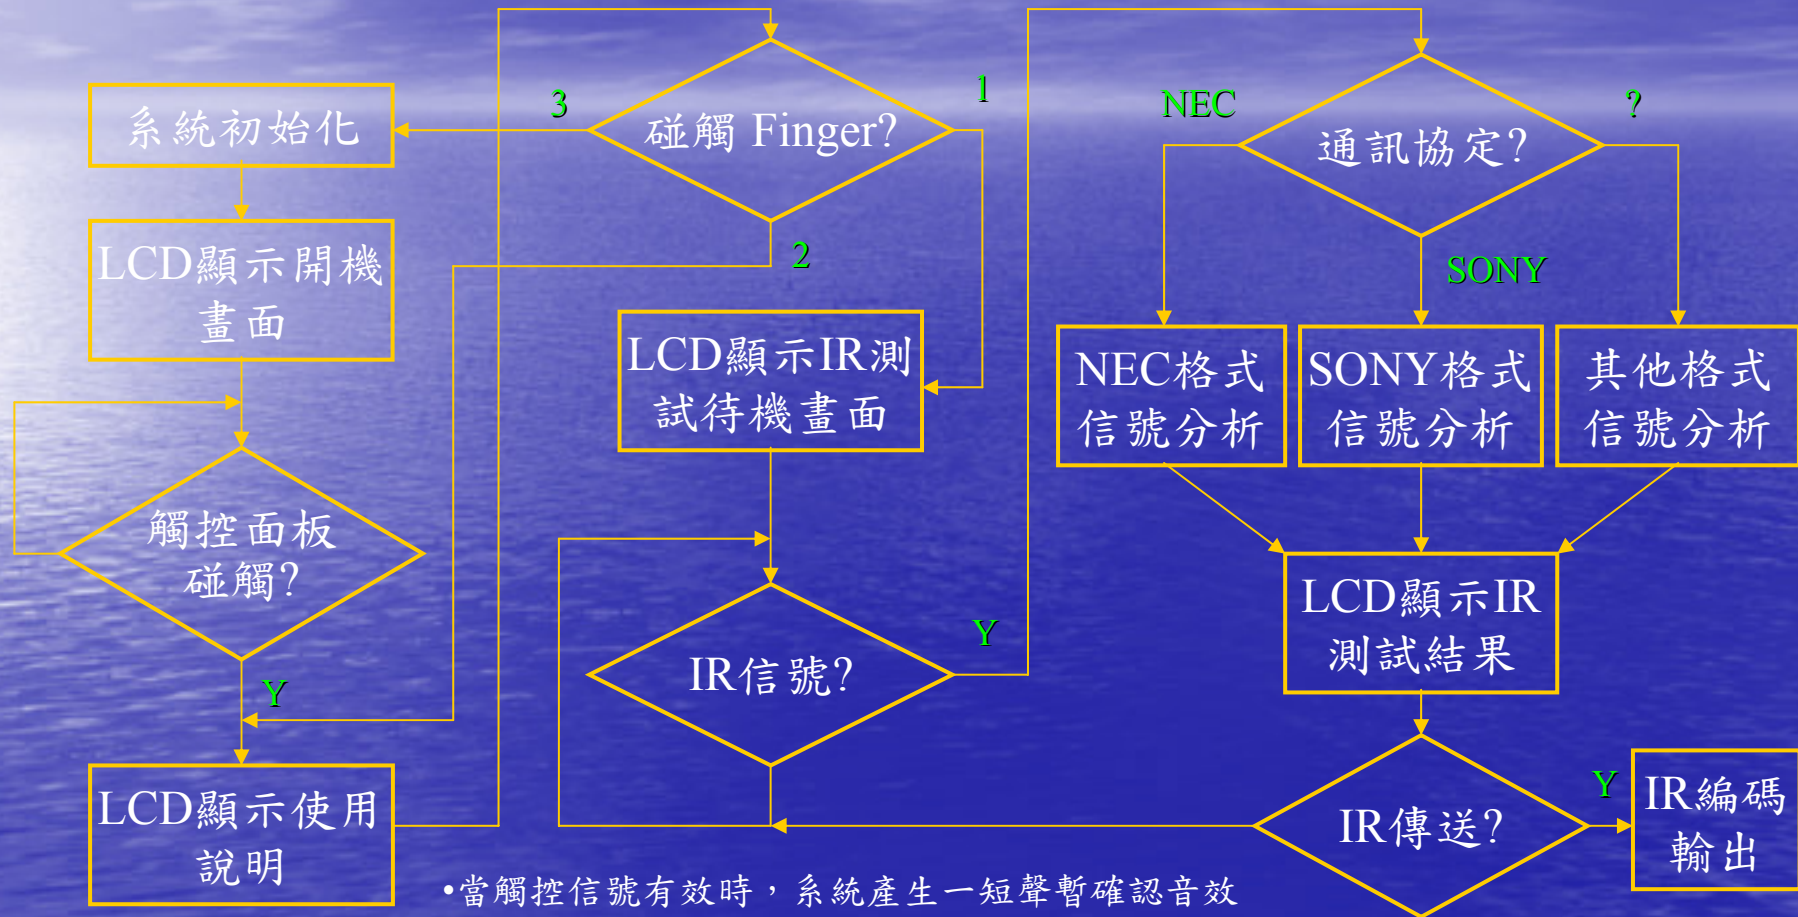 系統初始化
LCD顯示開機
畫面
觸控面板
碰觸?
Y
LCD顯示使用
說明
碰觸 Finger?
3
1
2
LCD顯示IR測
試待機畫面
IR信號?
Y
通訊協定?
NEC
?
SONY
NEC格式
信號分析
SONY格式
信號分析
其他格式
信號分析
LCD顯示IR
測試結果
IR傳送?
Y
IR編碼
輸出
•當觸控信號有效時，系統產生一短聲暫確認音效